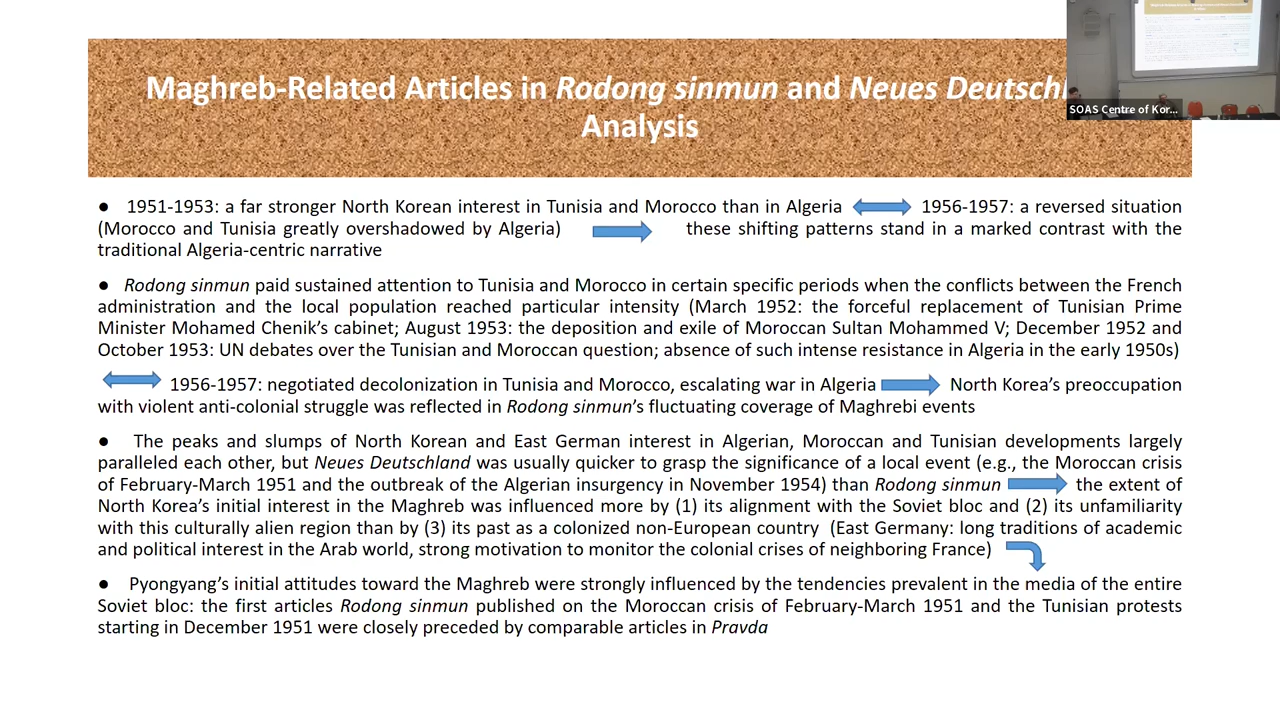 Maghreb-Related Articles in Rodong sinmun and Neues Deutschl
Analysis
SOAS Centre of Kor...
● 1951-1953: a far stronger North Korean interest in Tunisia and Morocco than in Algeria 1956-1957: a reversed situation
(Morocco and Tunisia greatly overshadowed by Algeria) these shifting patterns stand in a marked contrast with the
traditional Algeria-centric narrative
● Rodong sinmun paid sustained attention to Tunisia and Morocco in certain specific periods when the conflicts between the French
administration and the local population reached particular intensity (March 1952: the forceful replacement of Tunisian Prime
Minister Mohamed Chenik's cabinet; August 1953: the deposition and exile of Moroccan Sultan Mohammed V; December 1952 and
October 1953: UN debates over the Tunisian and Moroccan question; absence of such intense resistance in Algeria in the early 1950s)
1956-1957: negotiated decolonization in Tunisia and Morocco, escalating war in Algeria North Korea's preoccupation
with violent anti-colonial struggle was reflected in Rodong sinmun's fluctuating coverage of Maghrebi events
● The peaks and slumps of North Korean and East German interest in Algerian, Moroccan and Tunisian developments largely
paralleled each other, but Neues Deutschland was usually quicker to grasp the significance of a local event (e.g., the Moroccan crisis
of February-March 1951 and the outbreak of the Algerian insurgency in November 1954) than Rodong sinmun the extent of
North Korea's initial interest in the Maghreb was influenced more by (1) its alignment with the Soviet bloc and (2) its unfamiliarity
with this culturally alien region than by (3) its past as a colonized non-European country (East Germany: long traditions of academic
and political interest in the Arab world, strong motivation to monitor the colonial crises of neighboring France)
● Pyongyang's initial attitudes toward the Maghreb were strongly influenced by the tendencies prevalent in the media of the entire
Soviet bloc: the first articles Rodong sinmun published on the Moroccan crisis of February-March 1951 and the Tunisian protests
starting in December 1951 were closely preceded by comparable articles in Pravda